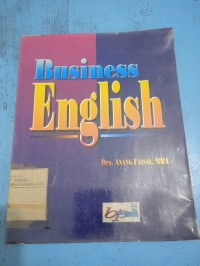 Business
English
Drs. ANANG FAISAL, MBA